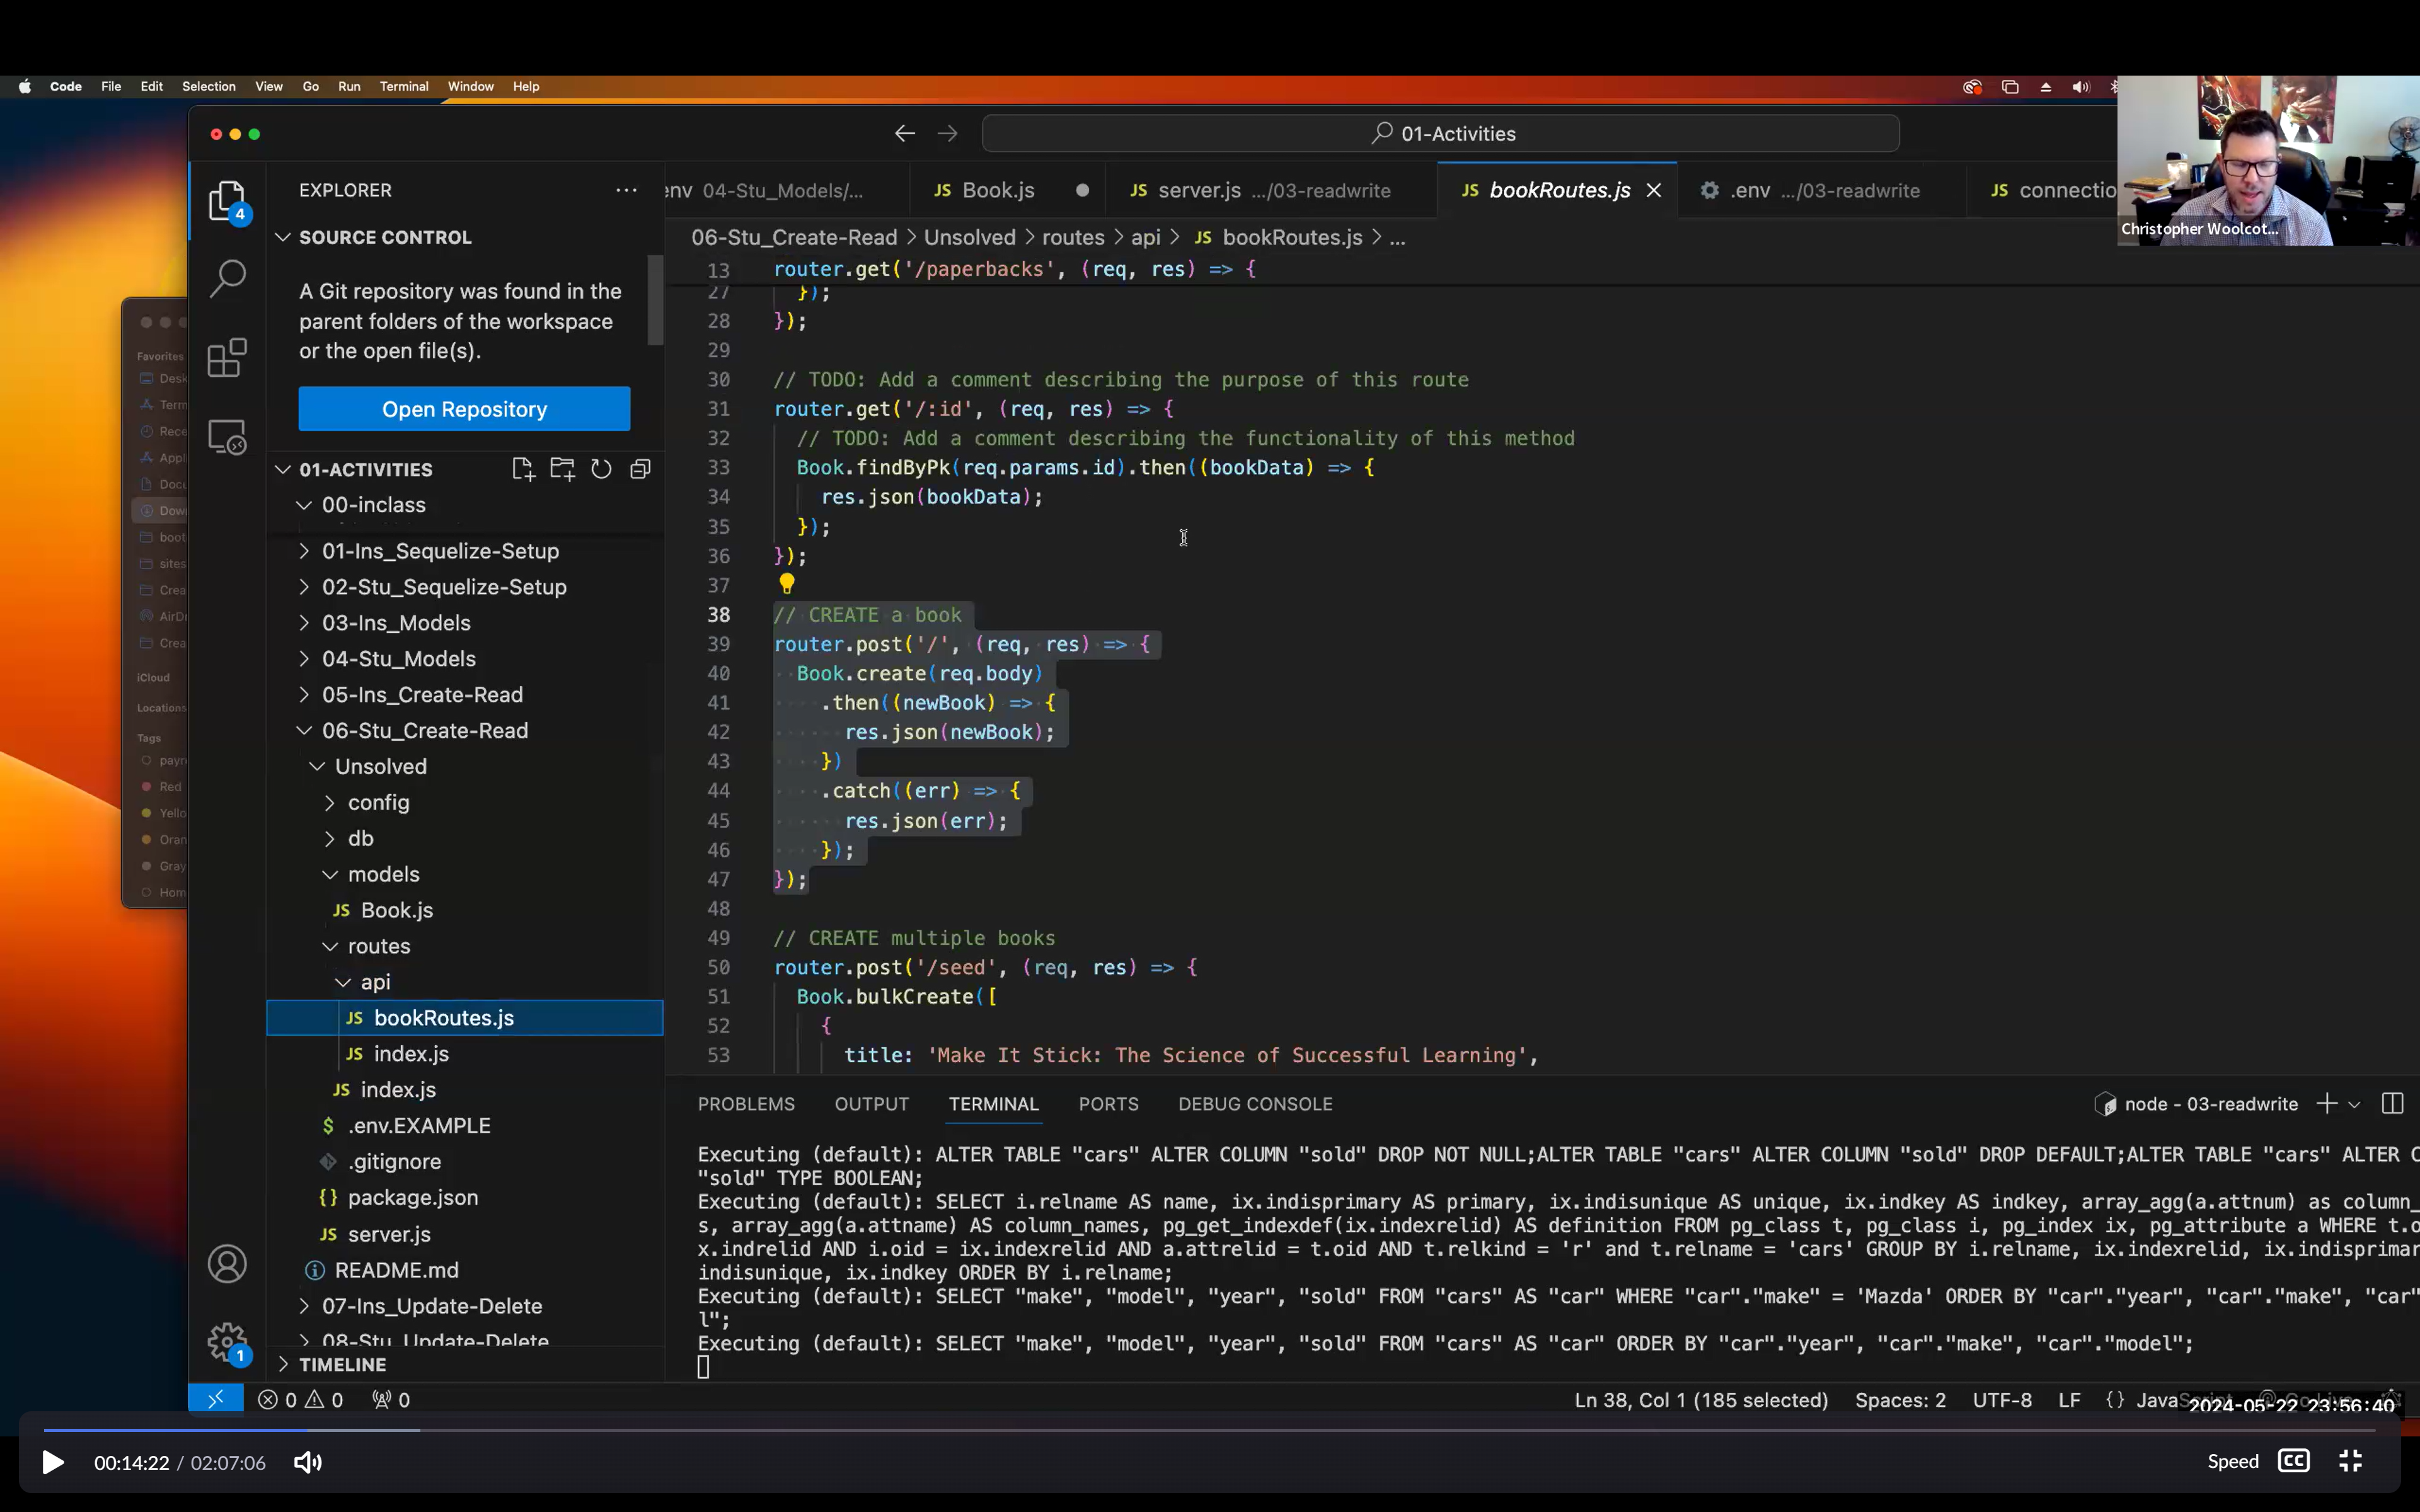 Code File Edit Selection View Go Run Terminal Window Help
01-Activities
Christopher Woolcot...
EXPLORER
SOURCE CONTROL
4
A Git repository was found in the
parent folders of the workspace
or the open file(s).
Open Repository
01-ACTIVITIES
00-inclass
01-Ins_Sequelize-Setup
02-Stu_Sequelize-Setup
03-Ins_Models
04-Stu_Models
05-Ins_Create-Read
06-Stu_Create-Read
Unsolved
config
db
models
JS Book.js
routes
api
JS bookRoutes.js
JS index.js
JS index.js
$ .env.EXAMPLE
.gitignore
{} package.json
JS server.js
README.md
07-Ins_Update-Delete
08-Stu_Update-Delete
1
TIMELINE
Favorites
Desk
Term
Rece
Appl
Docu
Dow
boot
sites
Crea
AirDr
Crea
iCloud
Locations
Tags
payr
Red
Yello
Oran
Gray
Hom
env 04-Stu_Models/... JS Book.js JS server.js .../03-readwrite JS bookRoutes.js .env .../03-readwrite JS connectio
06-Stu_Create-Read > Unsolved > routes > api > JS bookRoutes.js > ...
13 router.get('/paperbacks', (req, res) => {
27 });
28 });
29
30 // TODO: Add a comment describing the purpose of this route
31 router.get('/:id', (req, res) => {
32 // TODO: Add a comment describing the functionality of this method
33 Book.findByPk(req.params.id).then((bookData) => {
34 res.json(bookData);
35 });
36 });
37
38 // CREATE a book
39 router.post('/', (req, res) => {
40 Book.create(req.body)
41 .then((newBook) => {
42 res.json(newBook);
43 })
44 .catch((err) => {
45 res.json(err);
46 });
47 });
48
49 // CREATE multiple books
50 router.post('/seed', (req, res) => {
51 Book.bulkCreate([
52 {
53 title: 'Make It Stick: The Science of Successful Learning',
PROBLEMS OUTPUT TERMINAL PORTS DEBUG CONSOLE node - 03-readwrite
Executing (default): ALTER TABLE "cars" ALTER COLUMN "sold" DROP NOT NULL;ALTER TABLE "cars" ALTER COLUMN "sold" DROP DEFAULT;ALTER TABLE "cars" ALTER C
"sold" TYPE BOOLEAN;
Executing (default): SELECT i.relname AS name, ix.indisprimary AS primary, ix.indisunique AS unique, ix.indkey AS indkey, array_agg(a.attnum) as column_
s, array_agg(a.attname) AS column_names, pg_get_indexdef(ix.indexrelid) AS definition FROM pg_class t, pg_class i, pg_index ix, pg_attribute a WHERE t.o
x.indrelid AND i.oid = ix.indexrelid AND a.attrelid = t.oid AND t.relkind = 'r' and t.relname = 'cars' GROUP BY i.relname, ix.indexrelid, ix.indisprimar
indisunique, ix.indkey ORDER BY i.relname;
Executing (default): SELECT "make", "model", "year", "sold" FROM "cars" AS "car" WHERE "car"."make" = 'Mazda' ORDER BY "car"."year", "car"."make", "car"
l";
Executing (default): SELECT "make", "model", "year", "sold" FROM "cars" AS "car" ORDER BY "car"."year", "car"."make", "car"."model";
0 0 0 Ln 38, Col 1 (185 selected) Spaces: 2 UTF-8 LF {} JavaScript Go Live
2024-05-22 23:56:40
00:14:22 / 02:07:06 Speed CC